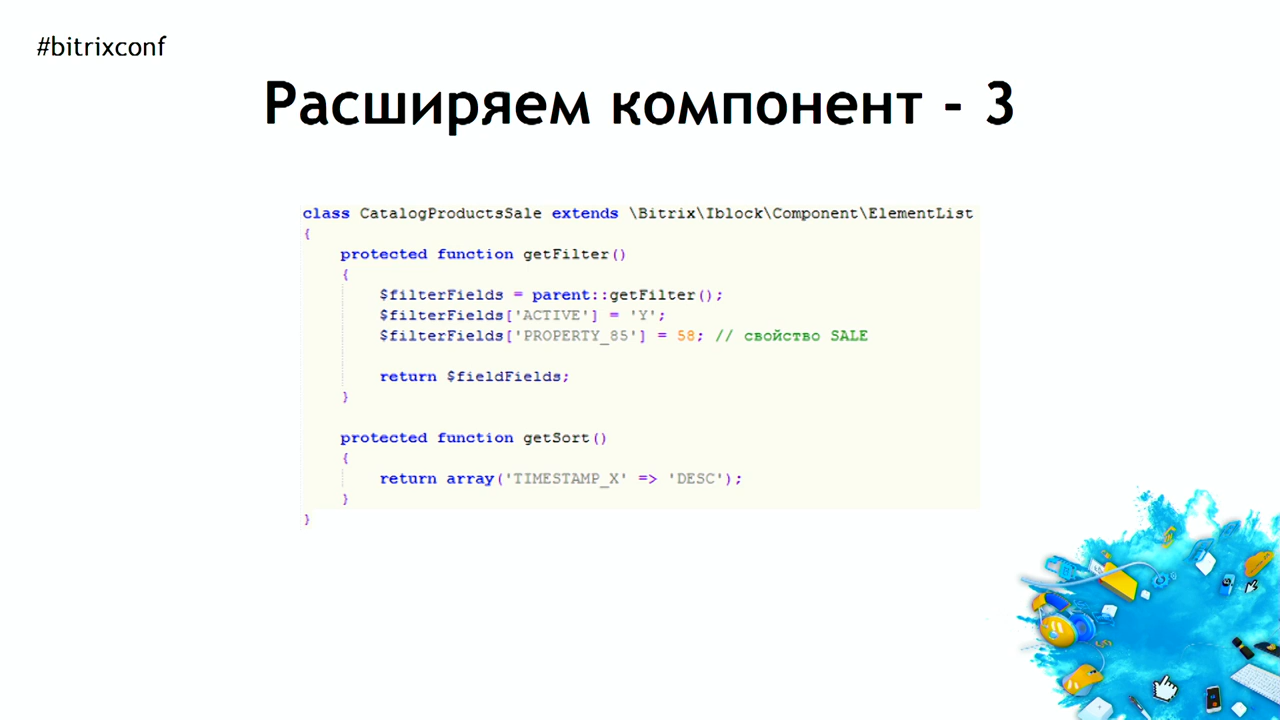 #bitrixconf
Расширяем компонент - 3
class CatalogProductsSale extends \Bitrix\Iblock\Component\ElementList
{
protected function getFilter()
{
$filterFields = parent::getFilter();
$filterFields['ACTIVE'] = 'Y';
$filterFields['PROPERTY_85'] = 58; // свойство SALE
return $fieldFields;
}
protected function getSort()
{
return array('TIMESTAMP_X' => 'DESC');
}
}